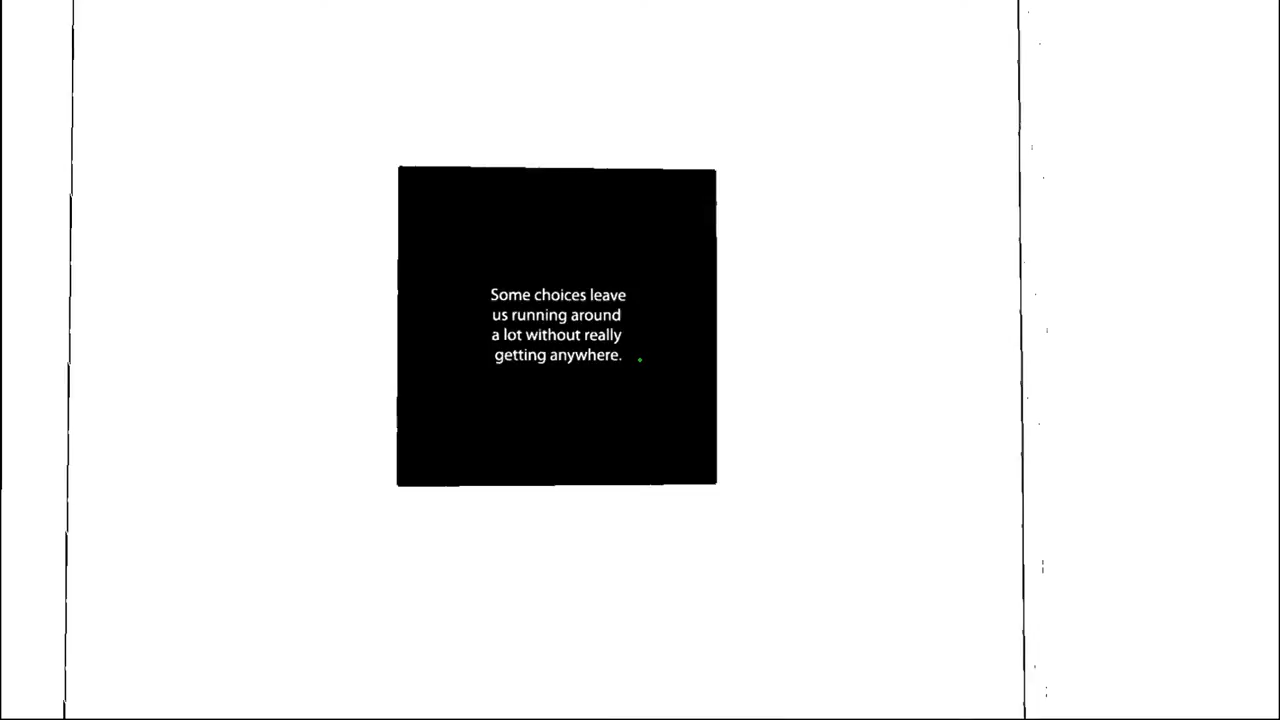 Some choices leave
us running around
a lot without really
getting anywhere.